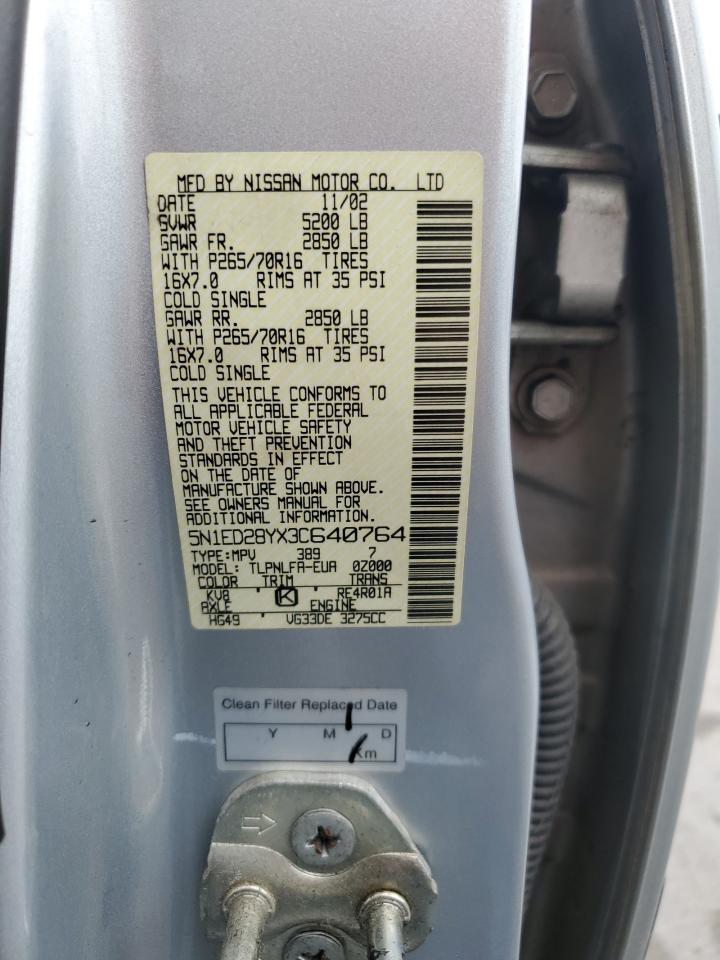 MFD BY NISSAN MOTOR CO. LTD
DATE 11/02
GVWR 5200 LB
GAWR FR. 2850 LB
WITH P265/70R16 TIRES
16X7.0 RIMS AT 35 PSI
COLD SINGLE
GAWR RR. 2850 LB
WITH P265/70R16 TIRES
16X7.0 RIMS AT 35 PSI
COLD SINGLE
THIS VEHICLE CONFORMS TO
ALL APPLICABLE FEDERAL
MOTOR VEHICLE SAFETY
AND THEFT PREVENTION
STANDARDS IN EFFECT
ON THE DATE OF
MANUFACTURE SHOWN ABOVE.
SEE OWNERS MANUAL FOR
ADDITIONAL INFORMATION
5N1ED28YX3C640764
TYPE:MPV 389 7
MODEL: TLPNLFA-EUA 0Z000
COLOR TRIM TRANS
KV8 K RE4R01A
AXLE ENGINE
HG49 VG33DE 3275CC
Clean Filter Replaced Date
Y M D
Km